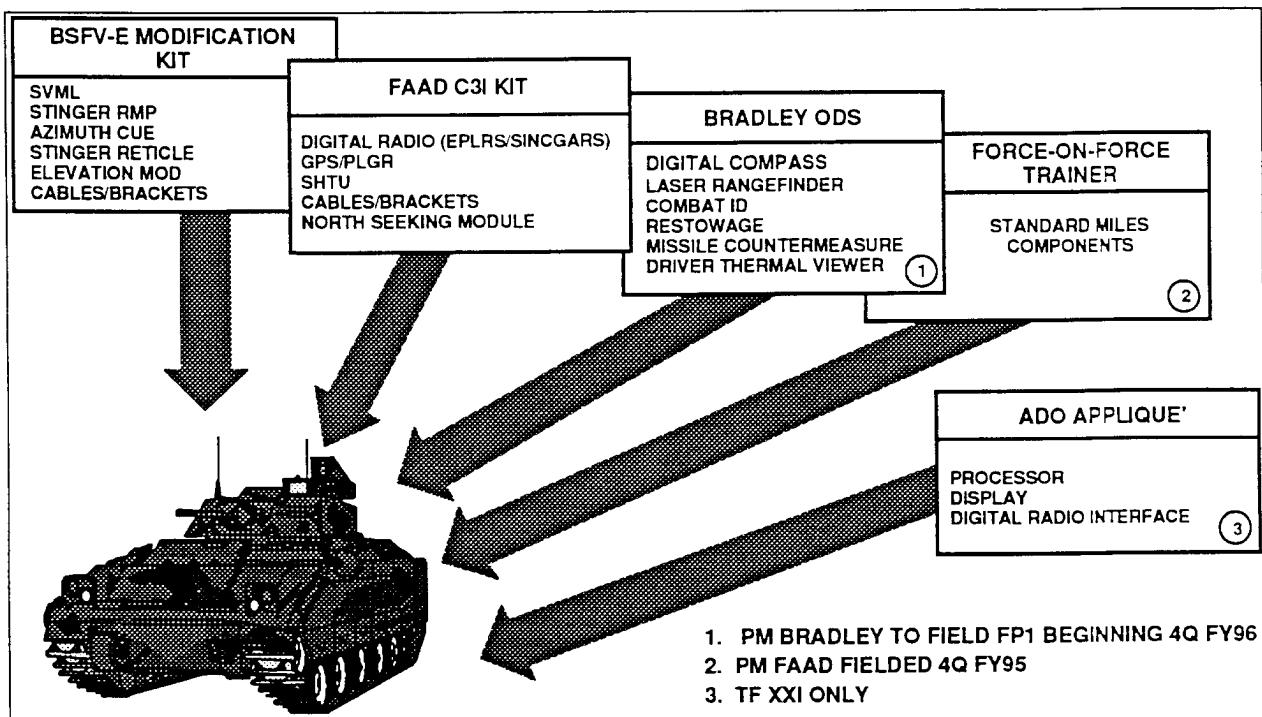 BSFV-E MODIFICATION
KIT
SVML
STINGER RMP
AZIMUTH CUE
STINGER RETICLE
ELEVATION MOD
CABLES/BRACKETS
FAAD C3I KIT
DIGITAL RADIO (EPLRS/SINCGARS)
GPS/PLGR
SHTU
CABLES/BRACKETS
NORTH SEEKING MODULE
BRADLEY ODS
DIGITAL COMPASS
LASER RANGEFINDER
COMBAT ID
RESTOWAGE
MISSILE COUNTERMEASURE
DRIVER THERMAL VIEWER
1
FORCE-ON-FORCE
TRAINER
STANDARD MILES
COMPONENTS
2
ADO APPLIQUE'
PROCESSOR
DISPLAY
DIGITAL RADIO INTERFACE
3
1. PM BRADLEY TO FIELD FP1 BEGINNING 4Q FY96
2. PM FAAD FIELDED 4Q FY95
3. TF XXI ONLY